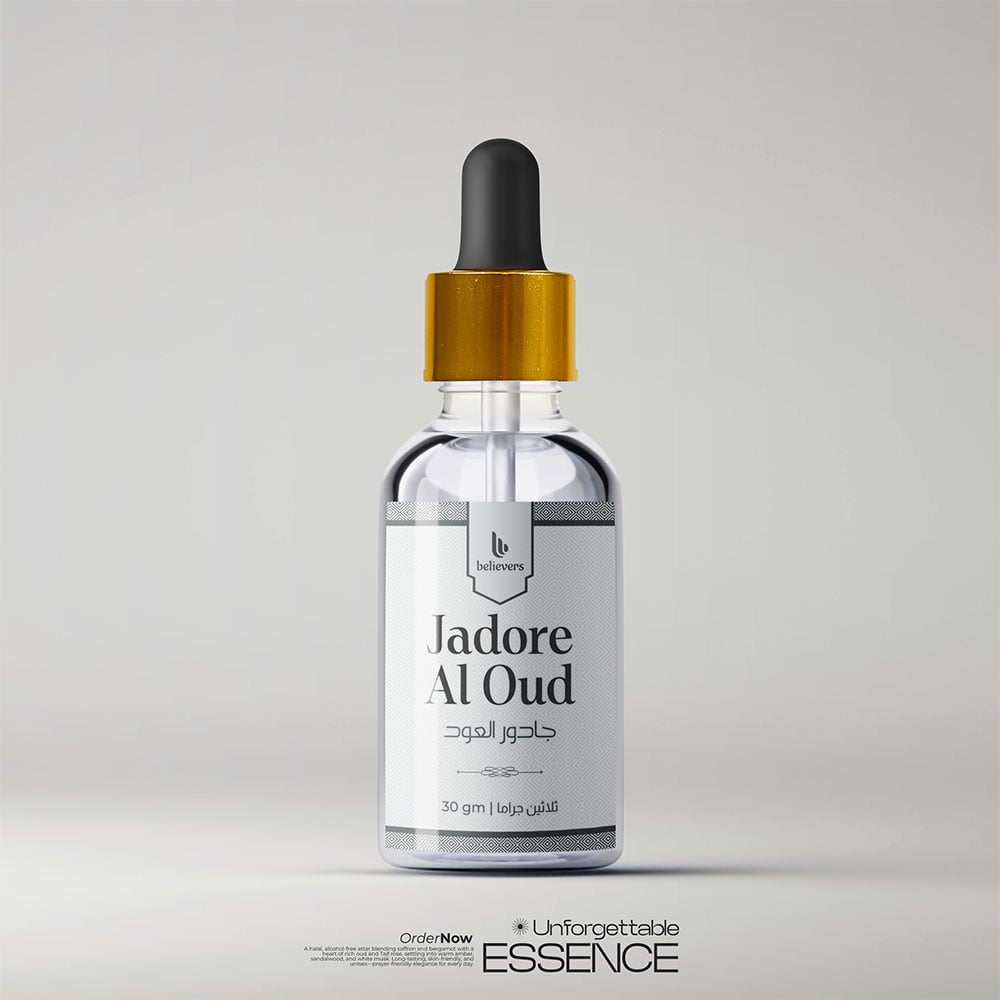 believers
Jadore
Al Oud
جادور العود
30 gm | ثلاثين جراما
OrderNow
A halal, alcohol-free attar blending saffron and bergamot with a
heart of rich oud and Taif rose, settling into warm amber,
sandalwood, and white musk. Long-lasting, skin-friendly, and
unisex—prayer-friendly elegance for every day.
Unforgettable
ESSENCE